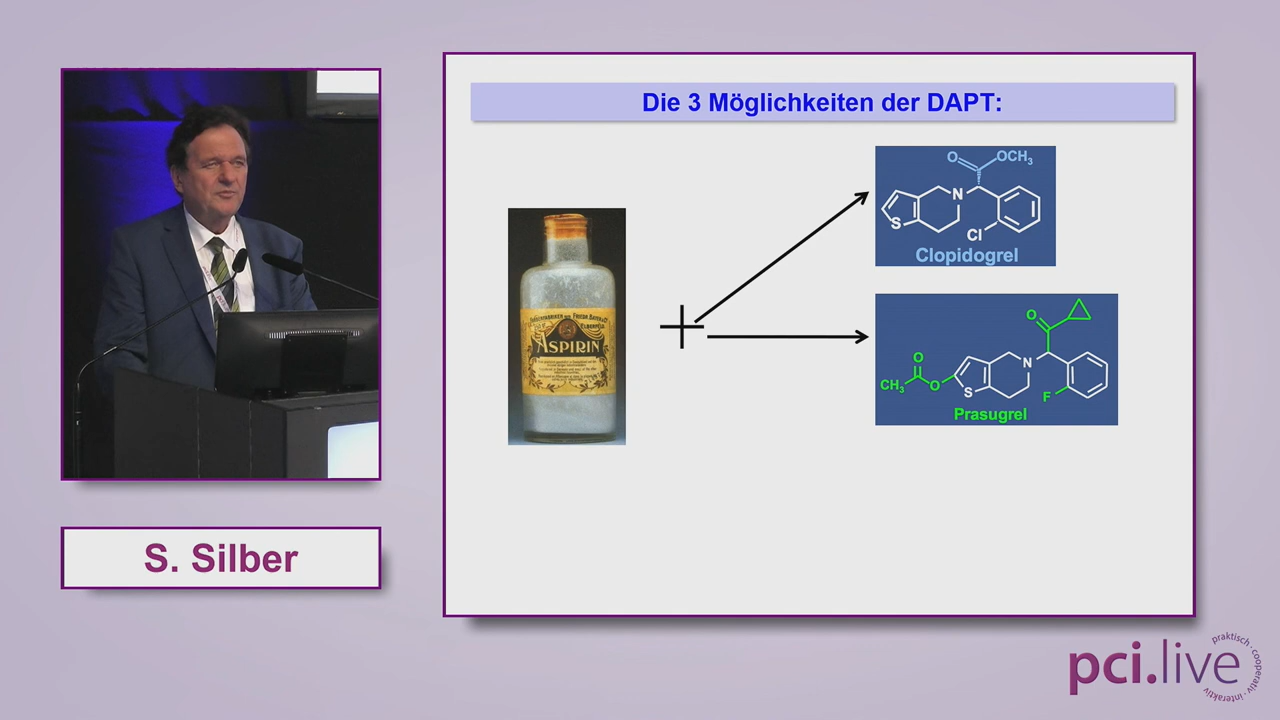 Die 3 Möglichkeiten der DAPT:
O
OCH₃
N
S
Cl
Clopidogrel
ASPIRIN
O
O
CH₃
O
S
N
F
Prasugrel
S. Silber
pci.live
praktisch · cooperativ · interaktiv